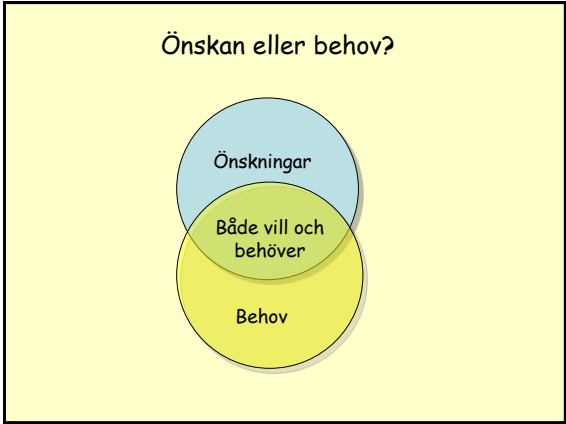 Önskan eller behov?
Önskningar
Både vill och
behöver
Behov